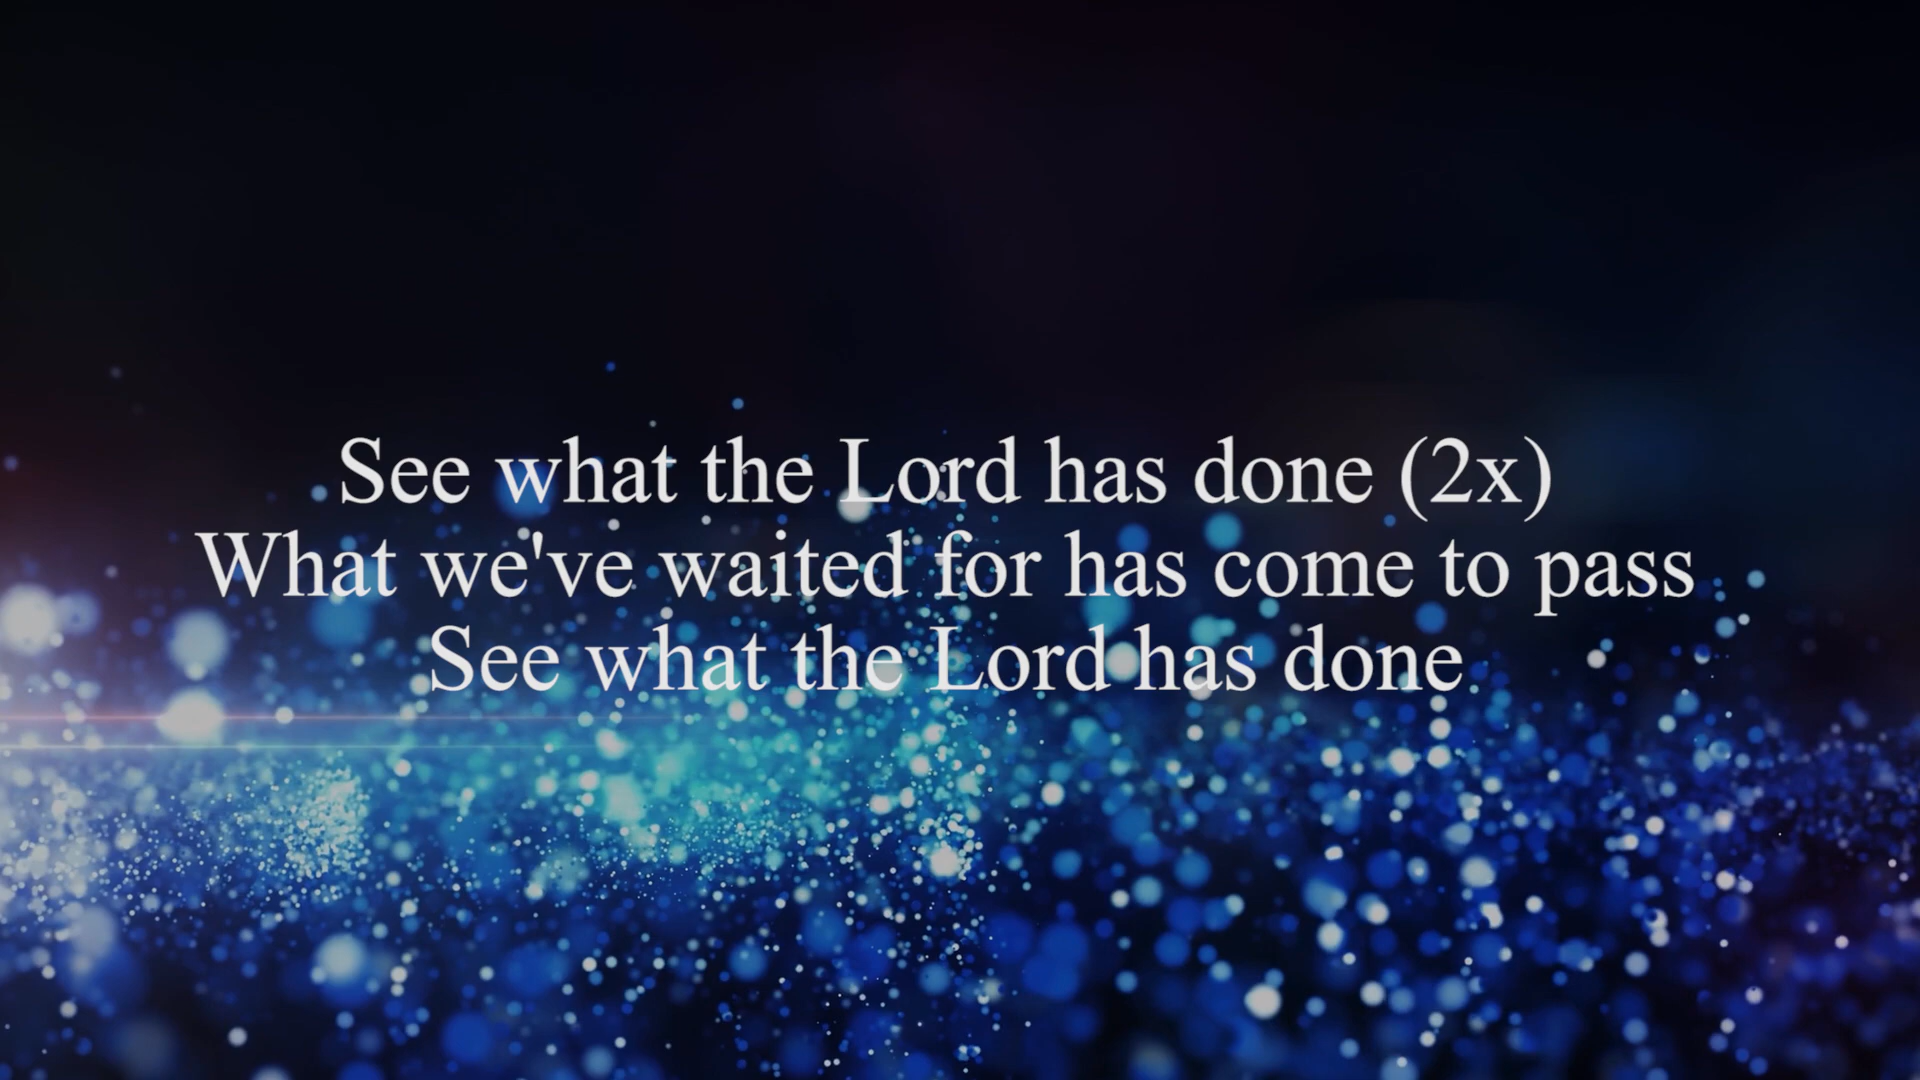 See what the Lord has done (2x)
What we've waited for has come to pass
See what the Lord has done